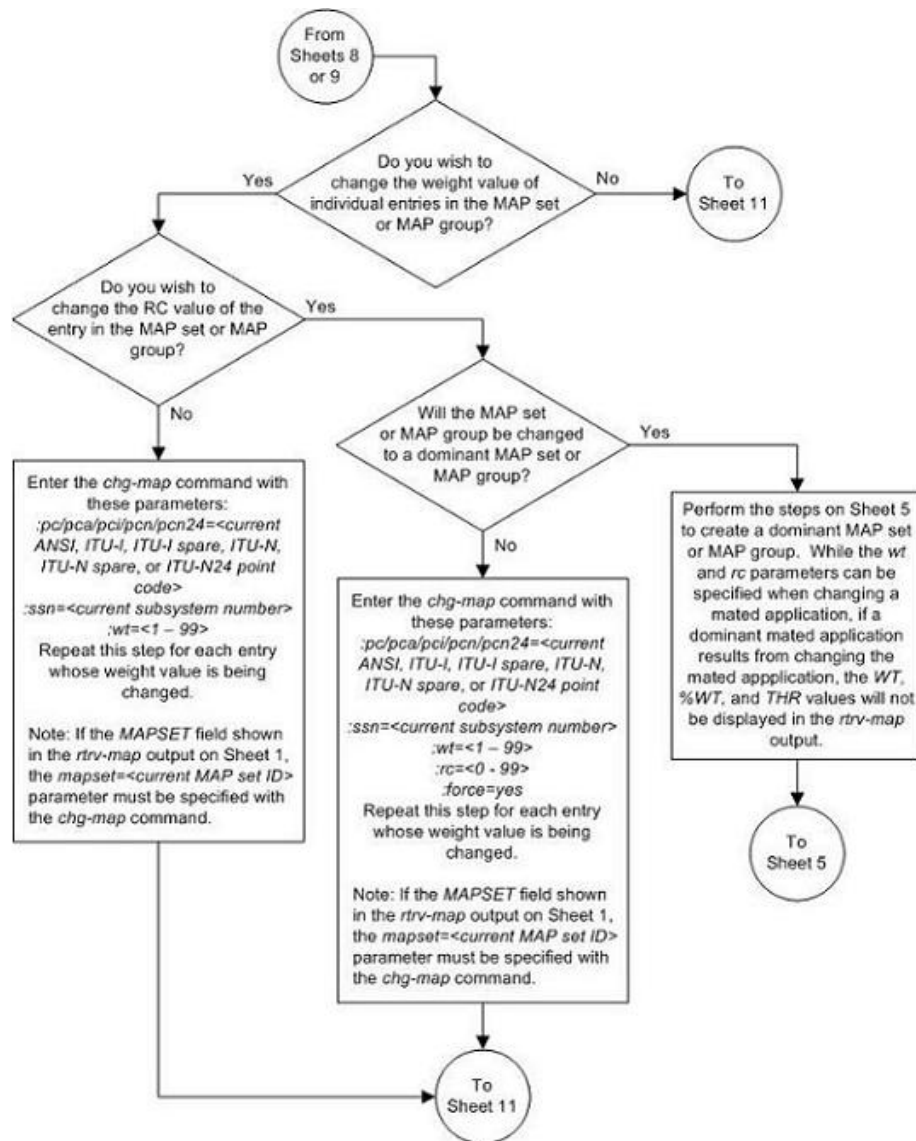 From
Sheets 8
or 9
Do you wish to
change the weight value of
individual entries in the MAP set
or MAP group?
Yes
No
To
Sheet 11
Do you wish to
change the RC value of the
entry in the MAP set or MAP
group?
Yes
No
Will the MAP set
or MAP group be changed
to a dominant MAP set or
MAP group?
Yes
No
Enter the chg-map command with
these parameters:
:pc/pca/pci/pcn/pcn24=<current
ANSI, ITU-I, ITU-I spare, ITU-N,
ITU-N spare, or ITU-N24 point
code>
:ssn=<current subsystem number>
:wt=<1 – 99>
Repeat this step for each entry
whose weight value is being
changed.
Note: If the MAPSET field shown
in the rtrv-map output on Sheet 1,
the mapset=<current MAP set ID>
parameter must be specified with
the chg-map command.
Enter the chg-map command with
these parameters:
:pc/pca/pci/pcn/pcn24=<current
ANSI, ITU-I, ITU-I spare, ITU-N,
ITU-N spare, or ITU-N24 point
code>
:ssn=<current subsystem number>
:wt=<1 – 99>
:rc=<0 - 99>
:force=yes
Repeat this step for each entry
whose weight value is being
changed.
Note: If the MAPSET field shown
in the rtrv-map output on Sheet 1,
the mapset=<current MAP set ID>
parameter must be specified with
the chg-map command.
Perform the steps on Sheet 5
to create a dominant MAP set
or MAP group. While the wt
and rc parameters can be
specified when changing a
mated application, if a
dominant mated application
results from changing the
mated appplication, the WT,
%WT, and THR values will not
be displayed in the rtrv-map
output.
To
Sheet 5
To
Sheet 11